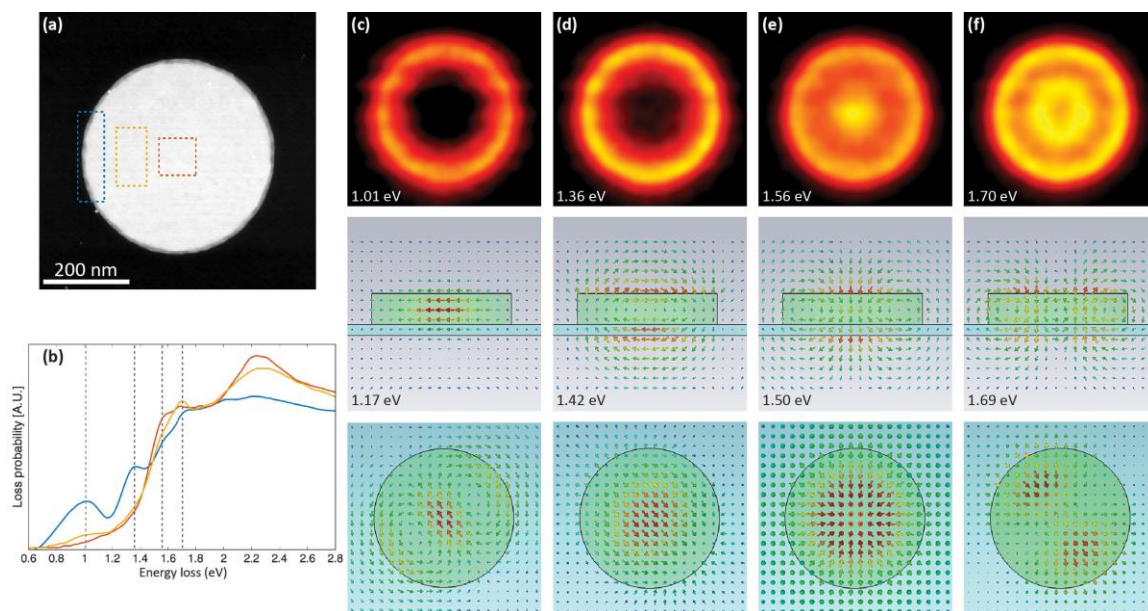 (a)
200 nm
(b)
Loss probability [A.U.]
0.6 0.8 1 1.2 1.4 1.6 1.8 2.0 2.2 2.4 2.6 2.8
Energy loss (eV)
(c)
(d)
(e)
(f)
1.01 eV
1.36 eV
1.56 eV
1.70 eV
1.17 eV
1.42 eV
1.50 eV
1.69 eV